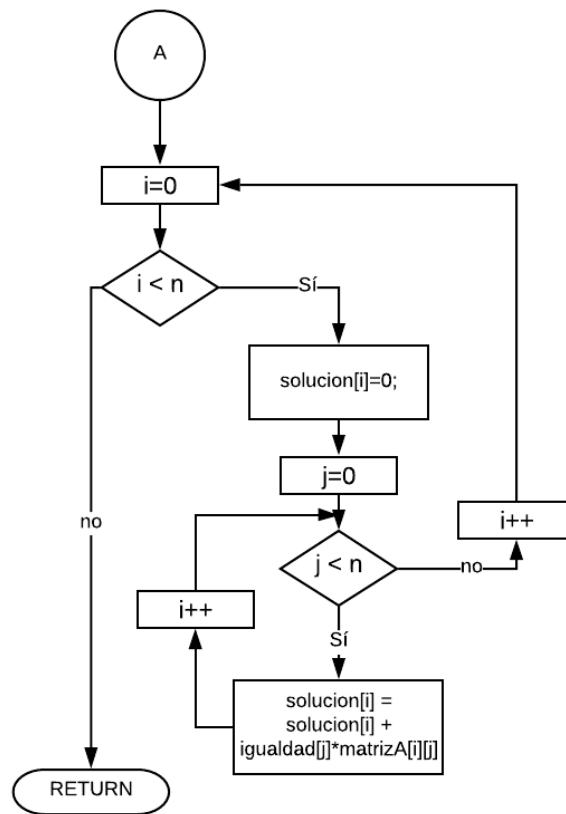 A
i=0
i < n
Sí
solucion[i]=0;
j=0
no
i++
j < n
no
i++
Sí
solucion[i] =
solucion[i] +
igualdad[j]*matrizA[i][j]
RETURN